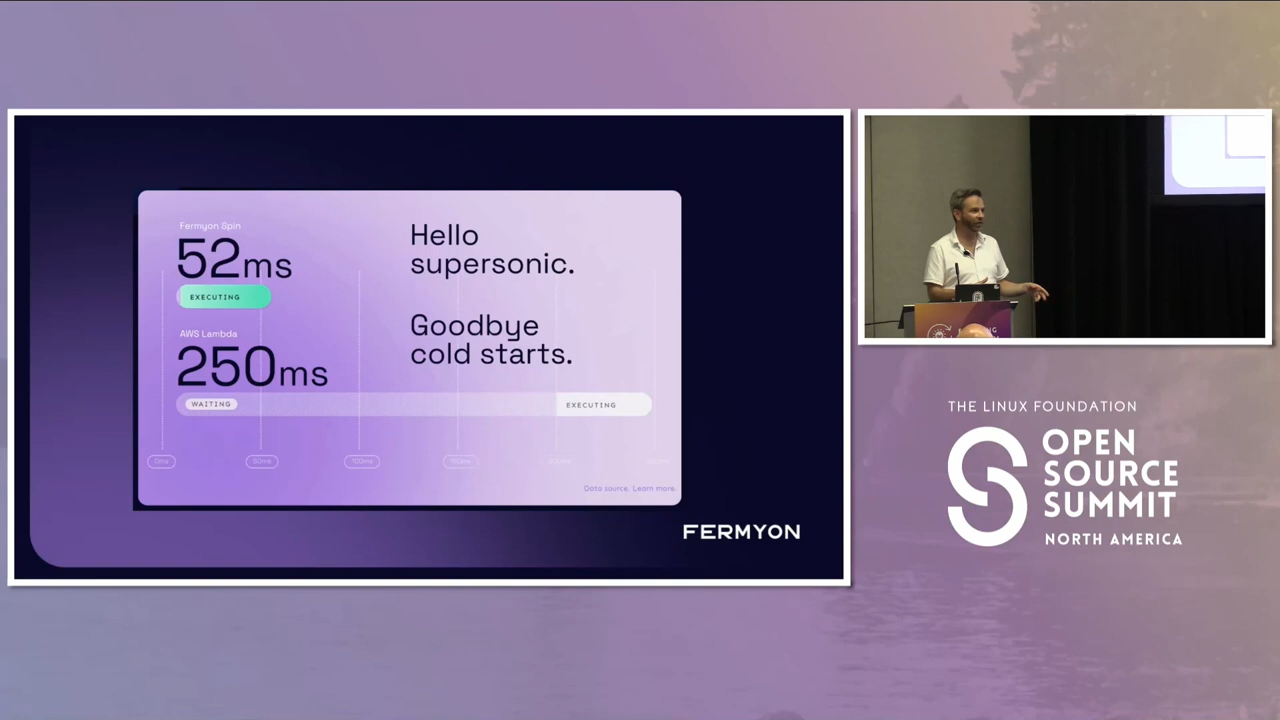 Fermyon Spin
52ms
EXECUTING
AWS Lambda
250ms
WAITING
EXECUTING
Hello
supersonic.
Goodbye
cold starts.
0ms
50ms
100ms
150ms
Data source. Learn more.
FERMYON
THE LINUX FOUNDATION
OPEN
SOURCE
SUMMIT
NORTH AMERICA